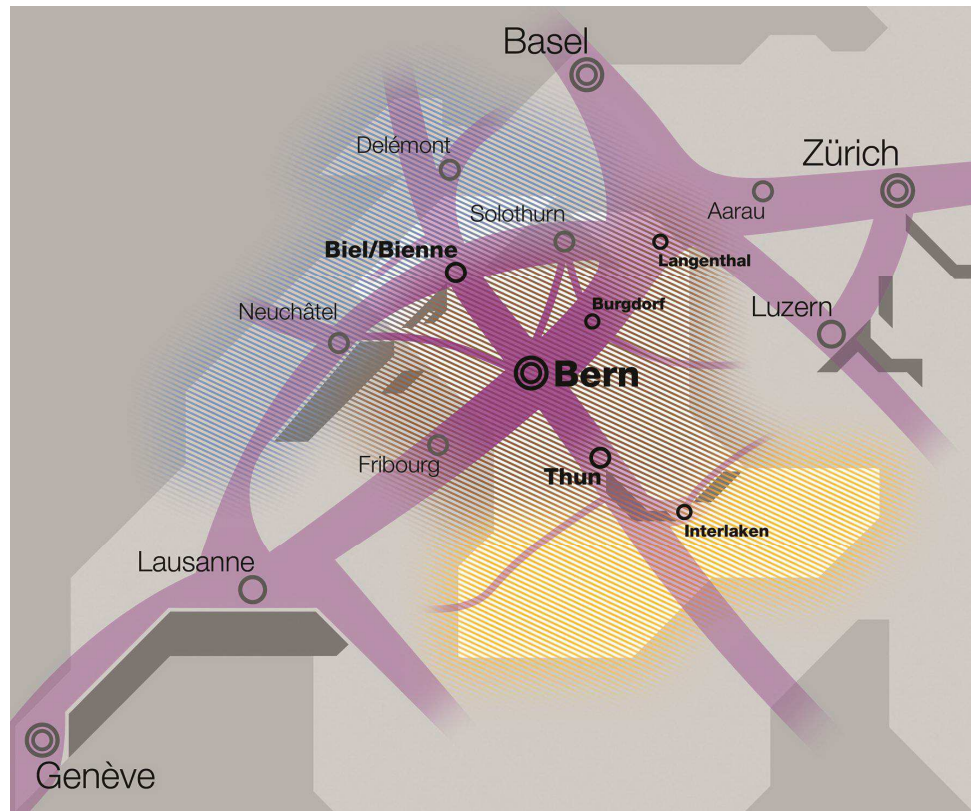 Basel
Delémont
Zürich
Solothurn
Aarau
Biel/Bienne
Langenthal
Neuchâtel
Burgdorf
Luzern
Bern
Fribourg
Thun
Interlaken
Lausanne
Genève